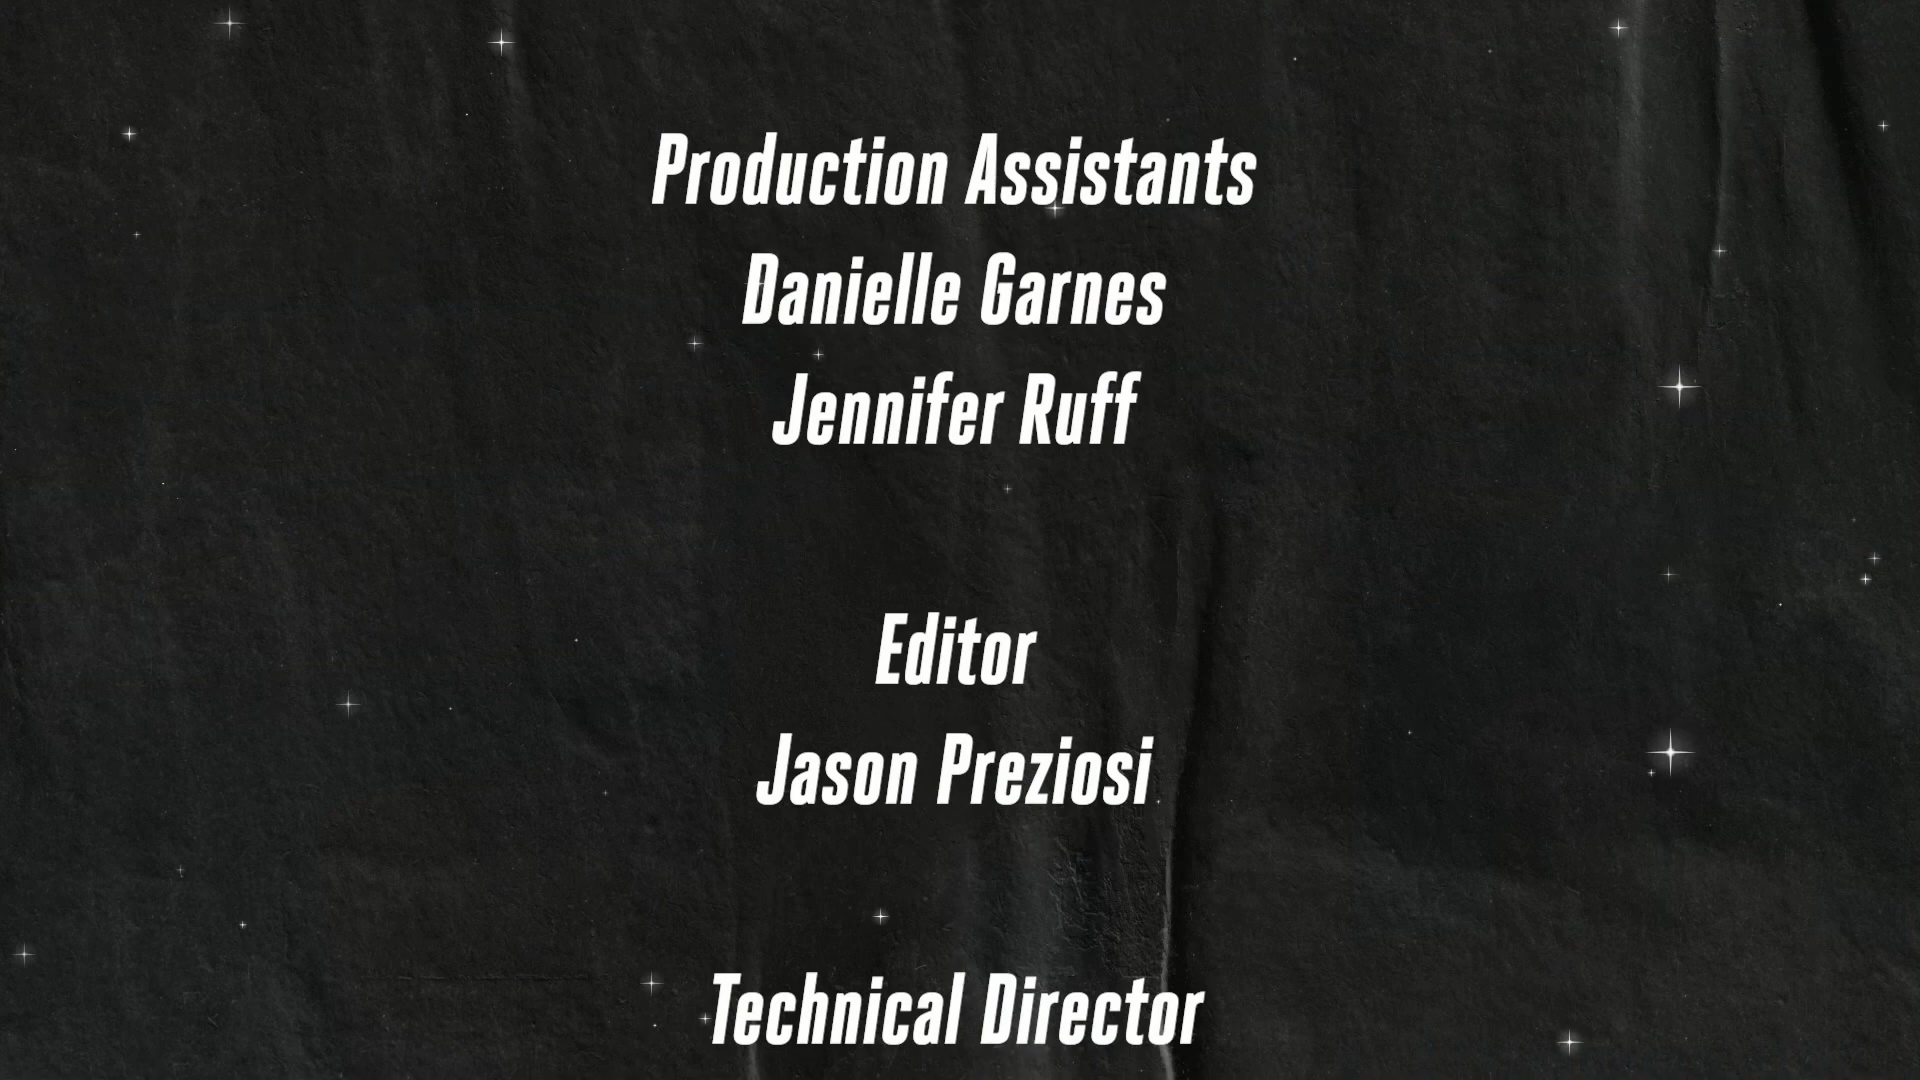 Production Assistants
Danielle Garnes
Jennifer Ruff
Editor
Jason Preziosi
Technical Director